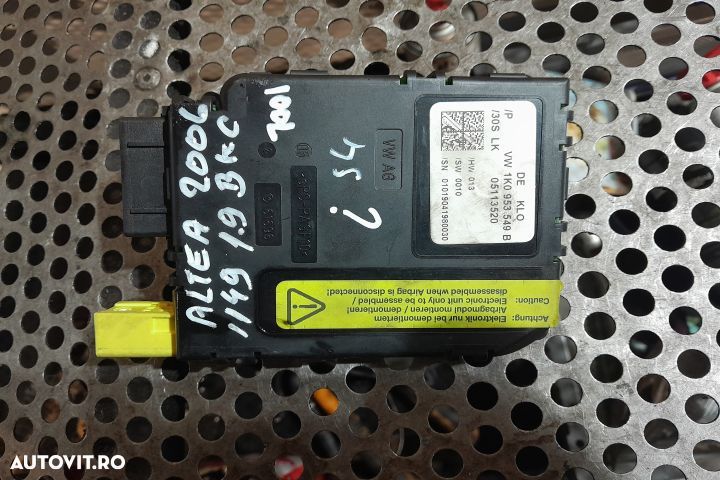 ALTEA 2006
1149 1.9 BKC
7001
i S4
VW AG
/P DE KLO
/30S LK VW 1K0 953 549 B
05113520
/HW 013
/SW 0010
/SN 01019041980030
Achtung: Elektronik nur bei demontiertem
Airbagmodul montieren / demontieren!
Caution: Electronic unit only to be assembled /
disassembled when Airbag is disconnected!
AUTOVIT.RO